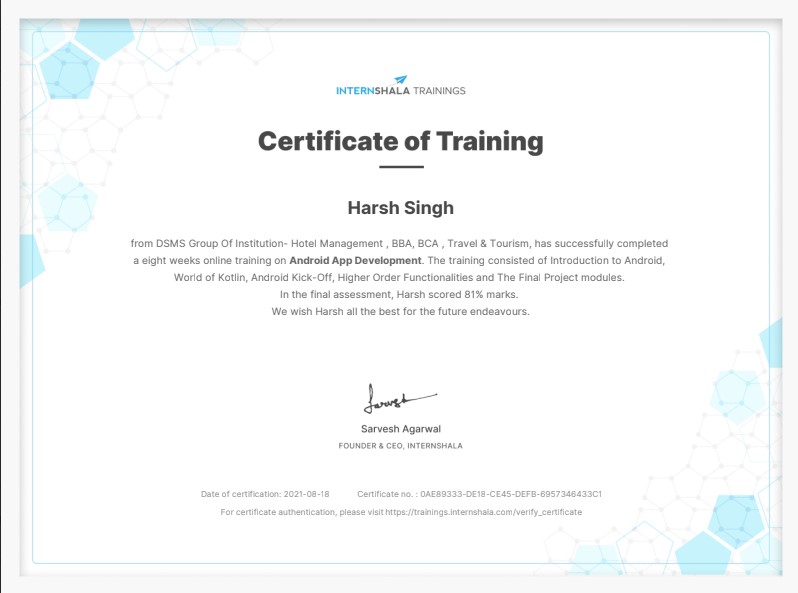 INTERNSHALA TRAININGS
Certificate of Training
Harsh Singh
from DSMS Group Of Institution- Hotel Management , BBA, BCA , Travel & Tourism, has successfully completed
a eight weeks online training on Android App Development. The training consisted of Introduction to Android,
World of Kotlin, Android Kick-Off, Higher Order Functionalities and The Final Project modules.
In the final assessment, Harsh scored 81% marks.
We wish Harsh all the best for the future endeavours.
Sarvesh Agarwal
FOUNDER & CEO, INTERNSHALA
Date of certification: 2021-08-18 Certificate no. : 0AE89333-DE18-CE45-DEFB-6957346433C1
For certificate authentication, please visit https://trainings.internshala.com/verify_certificate